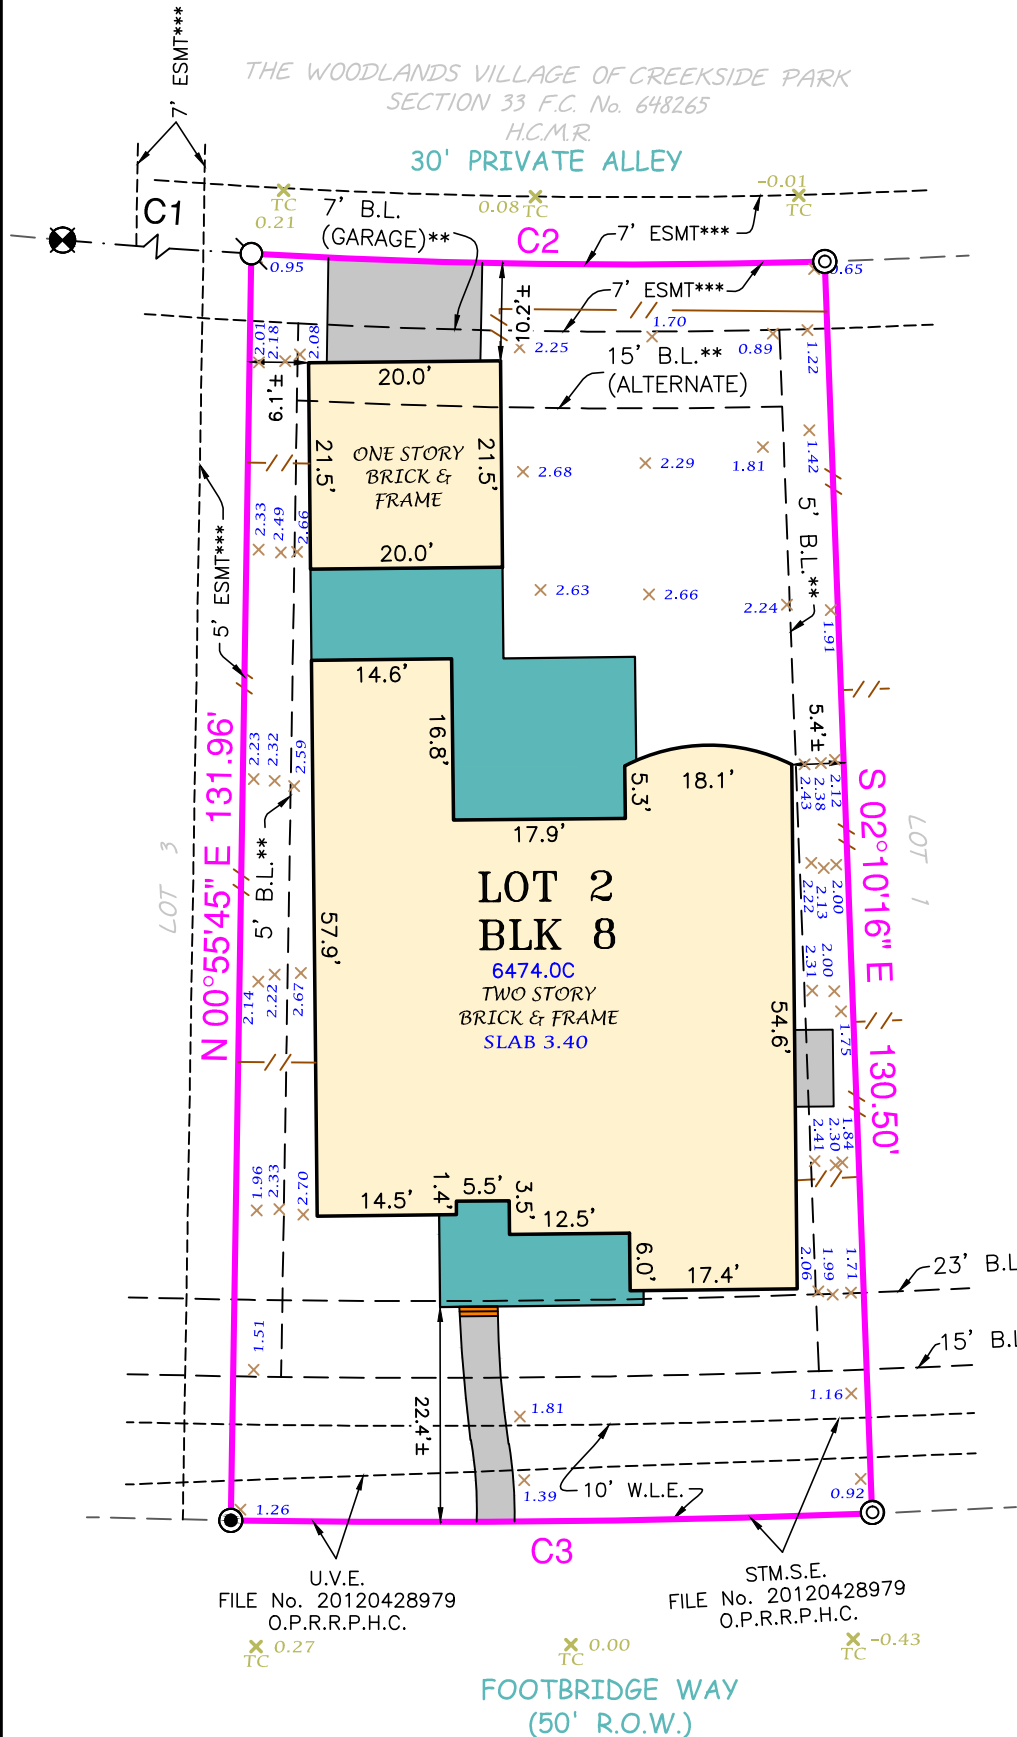 7' ESMT***
THE WOODLANDS VILLAGE OF CREEKSIDE PARK
SECTION 33 F.C. No. 648265
H.C.M.R.
30' PRIVATE ALLEY
TC
0.21
0.08
TC
-0.01
TC
C1
7' B.L.
(GARAGE)**
C2
7' ESMT***
0.95
0.65
7' ESMT***
10.2'±
2.01
2.18
2.08
2.25
1.70
0.89
1.22
15' B.L.**
(ALTERNATE)
6.1'±
20.0'
21.5'
ONE STORY
BRICK &
FRAME
21.5'
2.68
2.29
1.81
1.42
2.33
2.49
2.66
20.0'
5' B.L.**
5' ESMT***
2.63
2.66
2.24
1.91
14.6'
16.8'
5.4'±
N 00°55'45" E 131.96'
2.23
2.32
2.59
5.3'
18.1'
2.43
2.38
2.12
S 02°10'16" E 130.50'
17.9'
LOT 3
LOT 1
5' B.L.**
57.9'
LOT 2
BLK 8
6474.0C
TWO STORY
BRICK & FRAME
SLAB 3.40
2.22
2.13
2.00
2.14
2.22
2.67
2.31
2.00
54.6'
1.75
2.41
2.30
1.84
1.96
2.33
2.70
14.5'
1.4'
5.5'
3.5'
12.5'
6.0'
17.4'
2.06
1.99
1.71
23' B.L
1.51
15' B.L
22.4'±
1.81
1.16
1.39
10' W.L.E.
0.92
1.26
C3
U.V.E.
FILE No. 20120428979
O.P.R.R.P.H.C.
STM.S.E.
FILE No. 20120428979
O.P.R.R.P.H.C.
0.27
TC
0.00
TC
-0.43
TC
FOOTBRIDGE WAY
(50' R.O.W.)